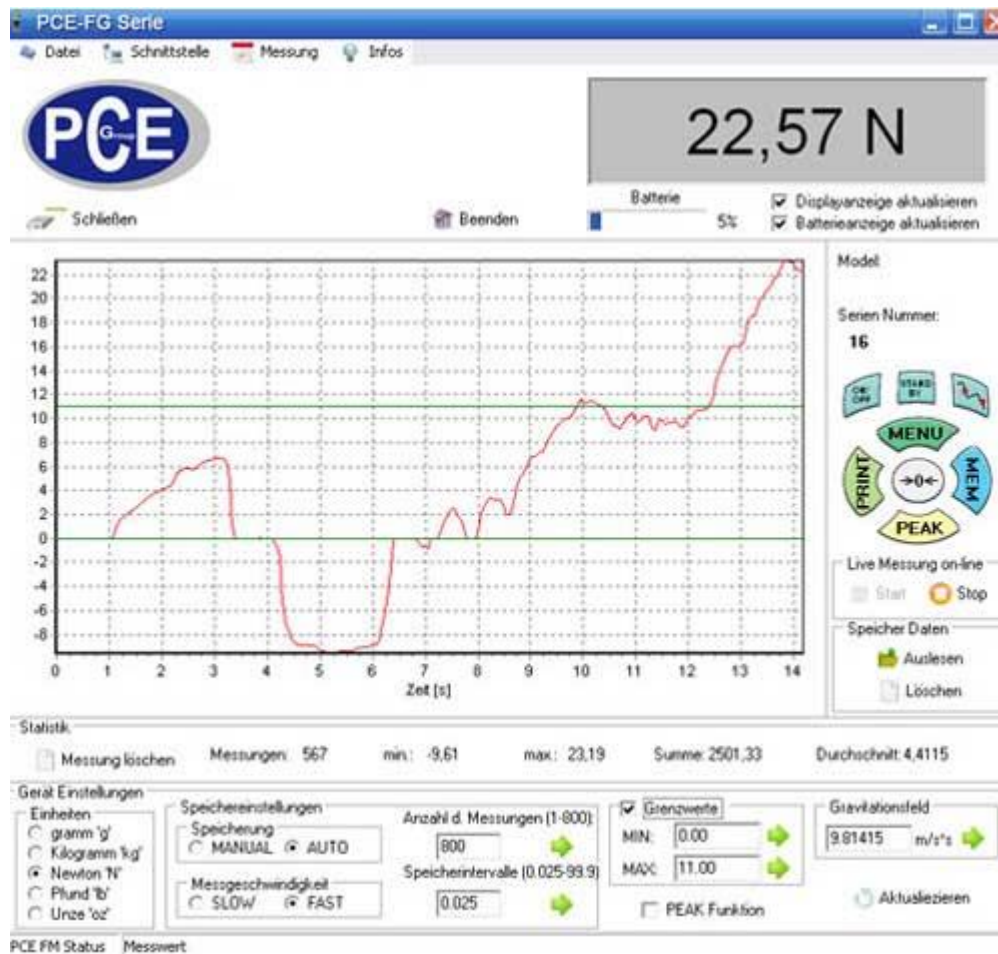 PCE-FG Serie
Datei Schnittstelle Messung Infos
PCE
Group
22,57 N
Schließen
Beenden
Batterie
5%
Displayanzeige aktualisieren
Batterieanzeige aktualisieren
22
20
18
16
14
12
10
8
6
4
2
0
-2
-4
-6
-8
0 1 2 3 4 5 6 7 8 9 10 11 12 13 14
Zeit [s]
Model:
Serien Nummer:
16
ON/
OFF
STAND
BY
MENU
PRINT
→0←
MEM
PEAK
Live Messung on-line
Start Stop
Speicher Daten
Auslesen
Löschen
Statistik
Messung löschen Messungen: 567 min.: -9,61 max.: 23,19 Summe: 2501,33 Durchschnitt: 4,4115
Gerät Einstellungen
Einheiten
gramm 'g'
Kilogramm 'kg'
Newton 'N'
Pfund 'lb'
Unze 'oz'
Speichereinstellungen
Speicherung
MANUAL AUTO
Messgeschwindigkeit
SLOW FAST
Anzahl d. Messungen (1-800):
800
Speicherintervalle (0.025-99.9)
0.025
Grenzwerte
MIN: 0.00
MAX: 11.00
PEAK Funktion
Gravitationsfeld
9.81415 m/s*s
Aktualiezieren
PCE FM Status Messwert